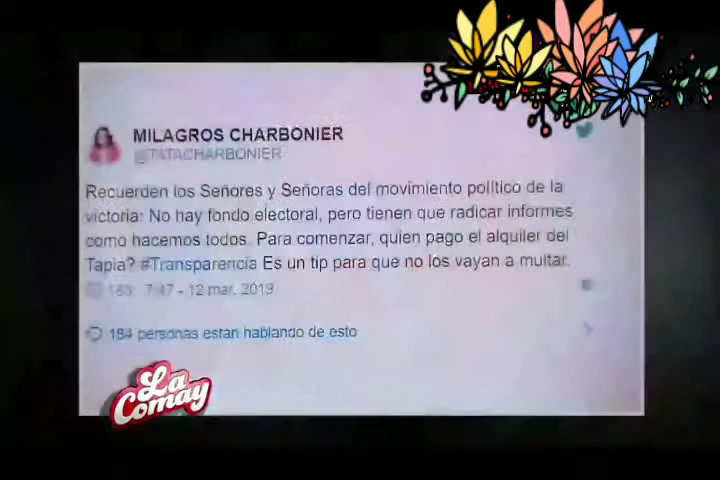 MILAGROS CHARBONIER
@TATACHARBONIER
Recuerden los Señores y Señoras del movimiento político de la
victoria: No hay fondo electoral, pero tienen que radicar informes
como hacemos todos. Para comenzar, quien pago el alquiler del
Tapia? #Transparencia Es un tip para que no los vayan a multar.
183 7:47 - 12 mar. 2019
184 personas están hablando de esto
La
Comay